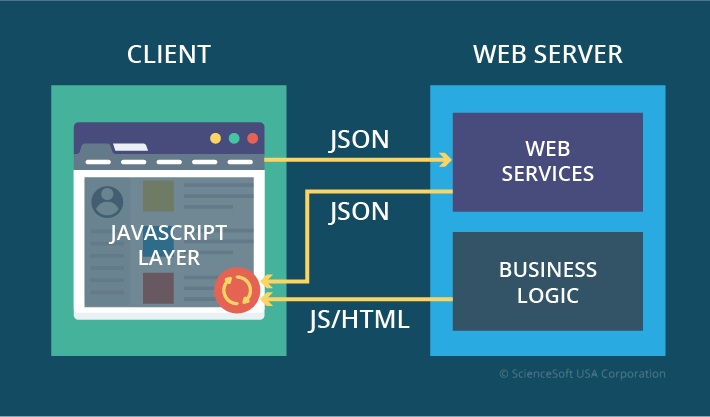 CLIENT
WEB SERVER
JSON
WEB
SERVICES
JSON
JAVASCRIPT
LAYER
BUSINESS
LOGIC
JS/HTML
© ScienceSoft USA Corporation